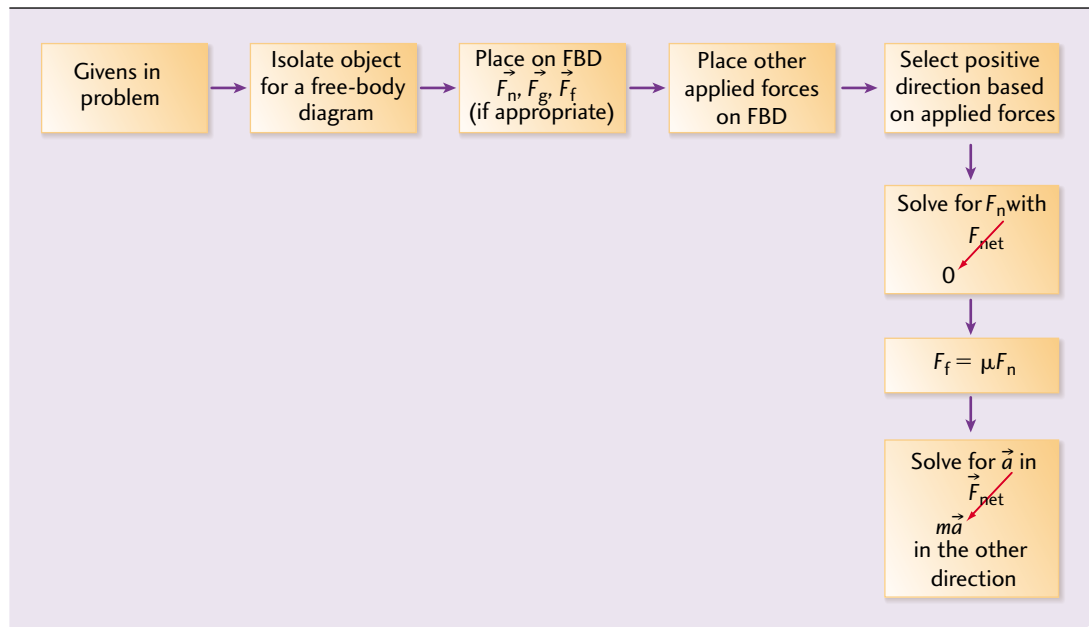 Givens in
problem
Isolate object
for a free-body
diagram
Place on FBD
F⃗n, F⃗g, F⃗f
(if appropriate)
Place other
applied forces
on FBD
Select positive
direction based
on applied forces
Solve for Fn with
Fnet
0
Ff = μFn
Solve for a⃗ in
F⃗net
ma⃗
in the other
direction